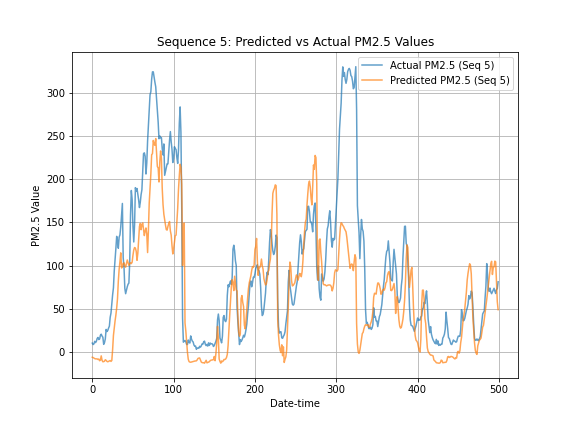 Sequence 5: Predicted vs Actual PM2.5 Values
Actual PM2.5 (Seq 5)
Predicted PM2.5 (Seq 5)
PM2.5 Value
300
250
200
150
100
50
0
0 100 200 300 400 500
Date-time